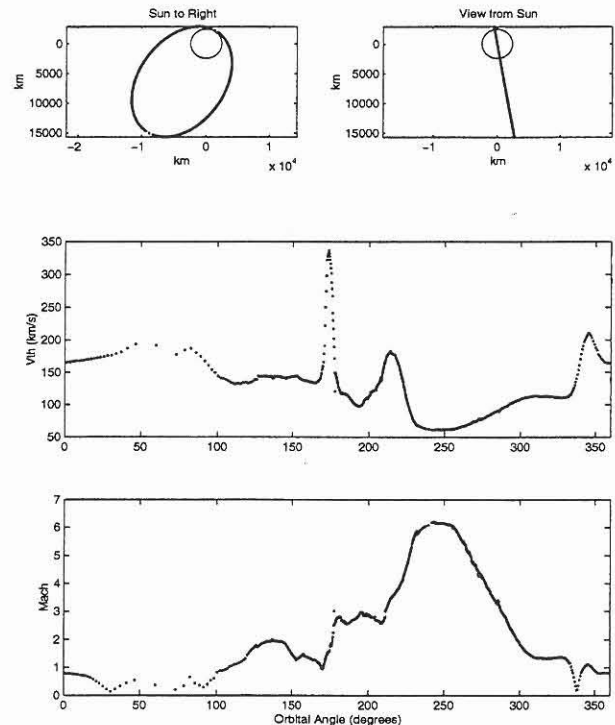 Sun to Right
View from Sun
km
0
5000
10000
15000
-2
-1
0
1
km
x 10^4
km
0
5000
10000
15000
-1
0
1
km
x 10^4
Vth (km/s)
350
300
250
200
150
100
50
0 50 100 150 200 250 300 350
Mach
7
6
5
4
3
2
1
0
0 50 100 150 200 250 300 350
Orbital Angle (degrees)